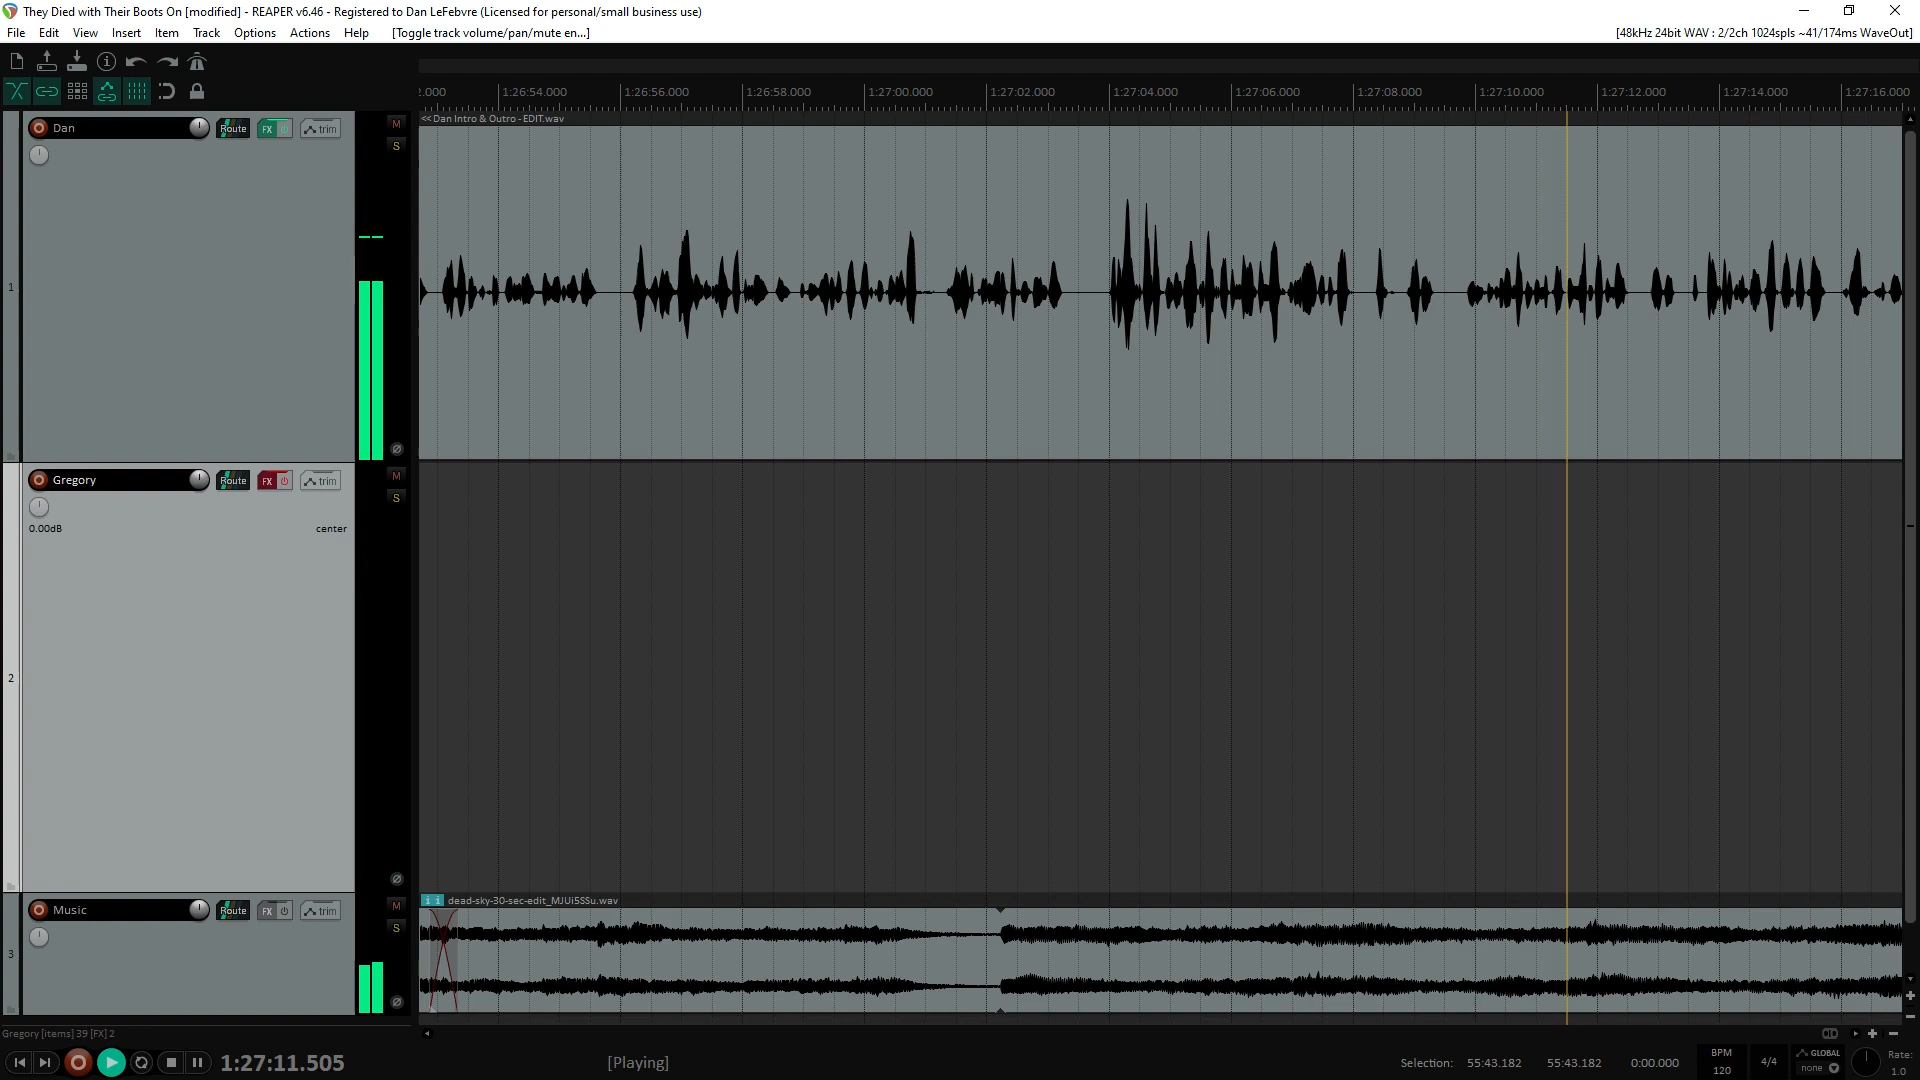 They Died with Their Boots On [modified] - REAPER v6.46 - Registered to Dan LeFebvre (Licensed for personal/small business use)
File Edit View Insert Item Track Options Actions Help [Toggle track volume/pan/mute en...] [48kHz 24bit WAV : 2/2ch 1024spls ~41/174ms WaveOut]
2.000 1:26:54.000 1:26:56.000 1:26:58.000 1:27:00.000 1:27:02.000 1:27:04.000 1:27:06.000 1:27:08.000 1:27:10.000 1:27:12.000 1:27:14.000 1:27:16.000
<< Dan Intro & Outro - EDIT.wav
Dan Route FX trim M
S
1
Gregory Route FX trim M
S
0.00dB center
2
dead-sky-30-sec-edit_MJUi5SSu.wav
Music Route FX trim M
S
3
Gregory [items] 39 [FX] 2
1:27:11.505 [Playing] Selection: 55:43.182 55:43.182 0:00.000
BPM
120
4/4
GLOBAL
none
Rate:
1.0